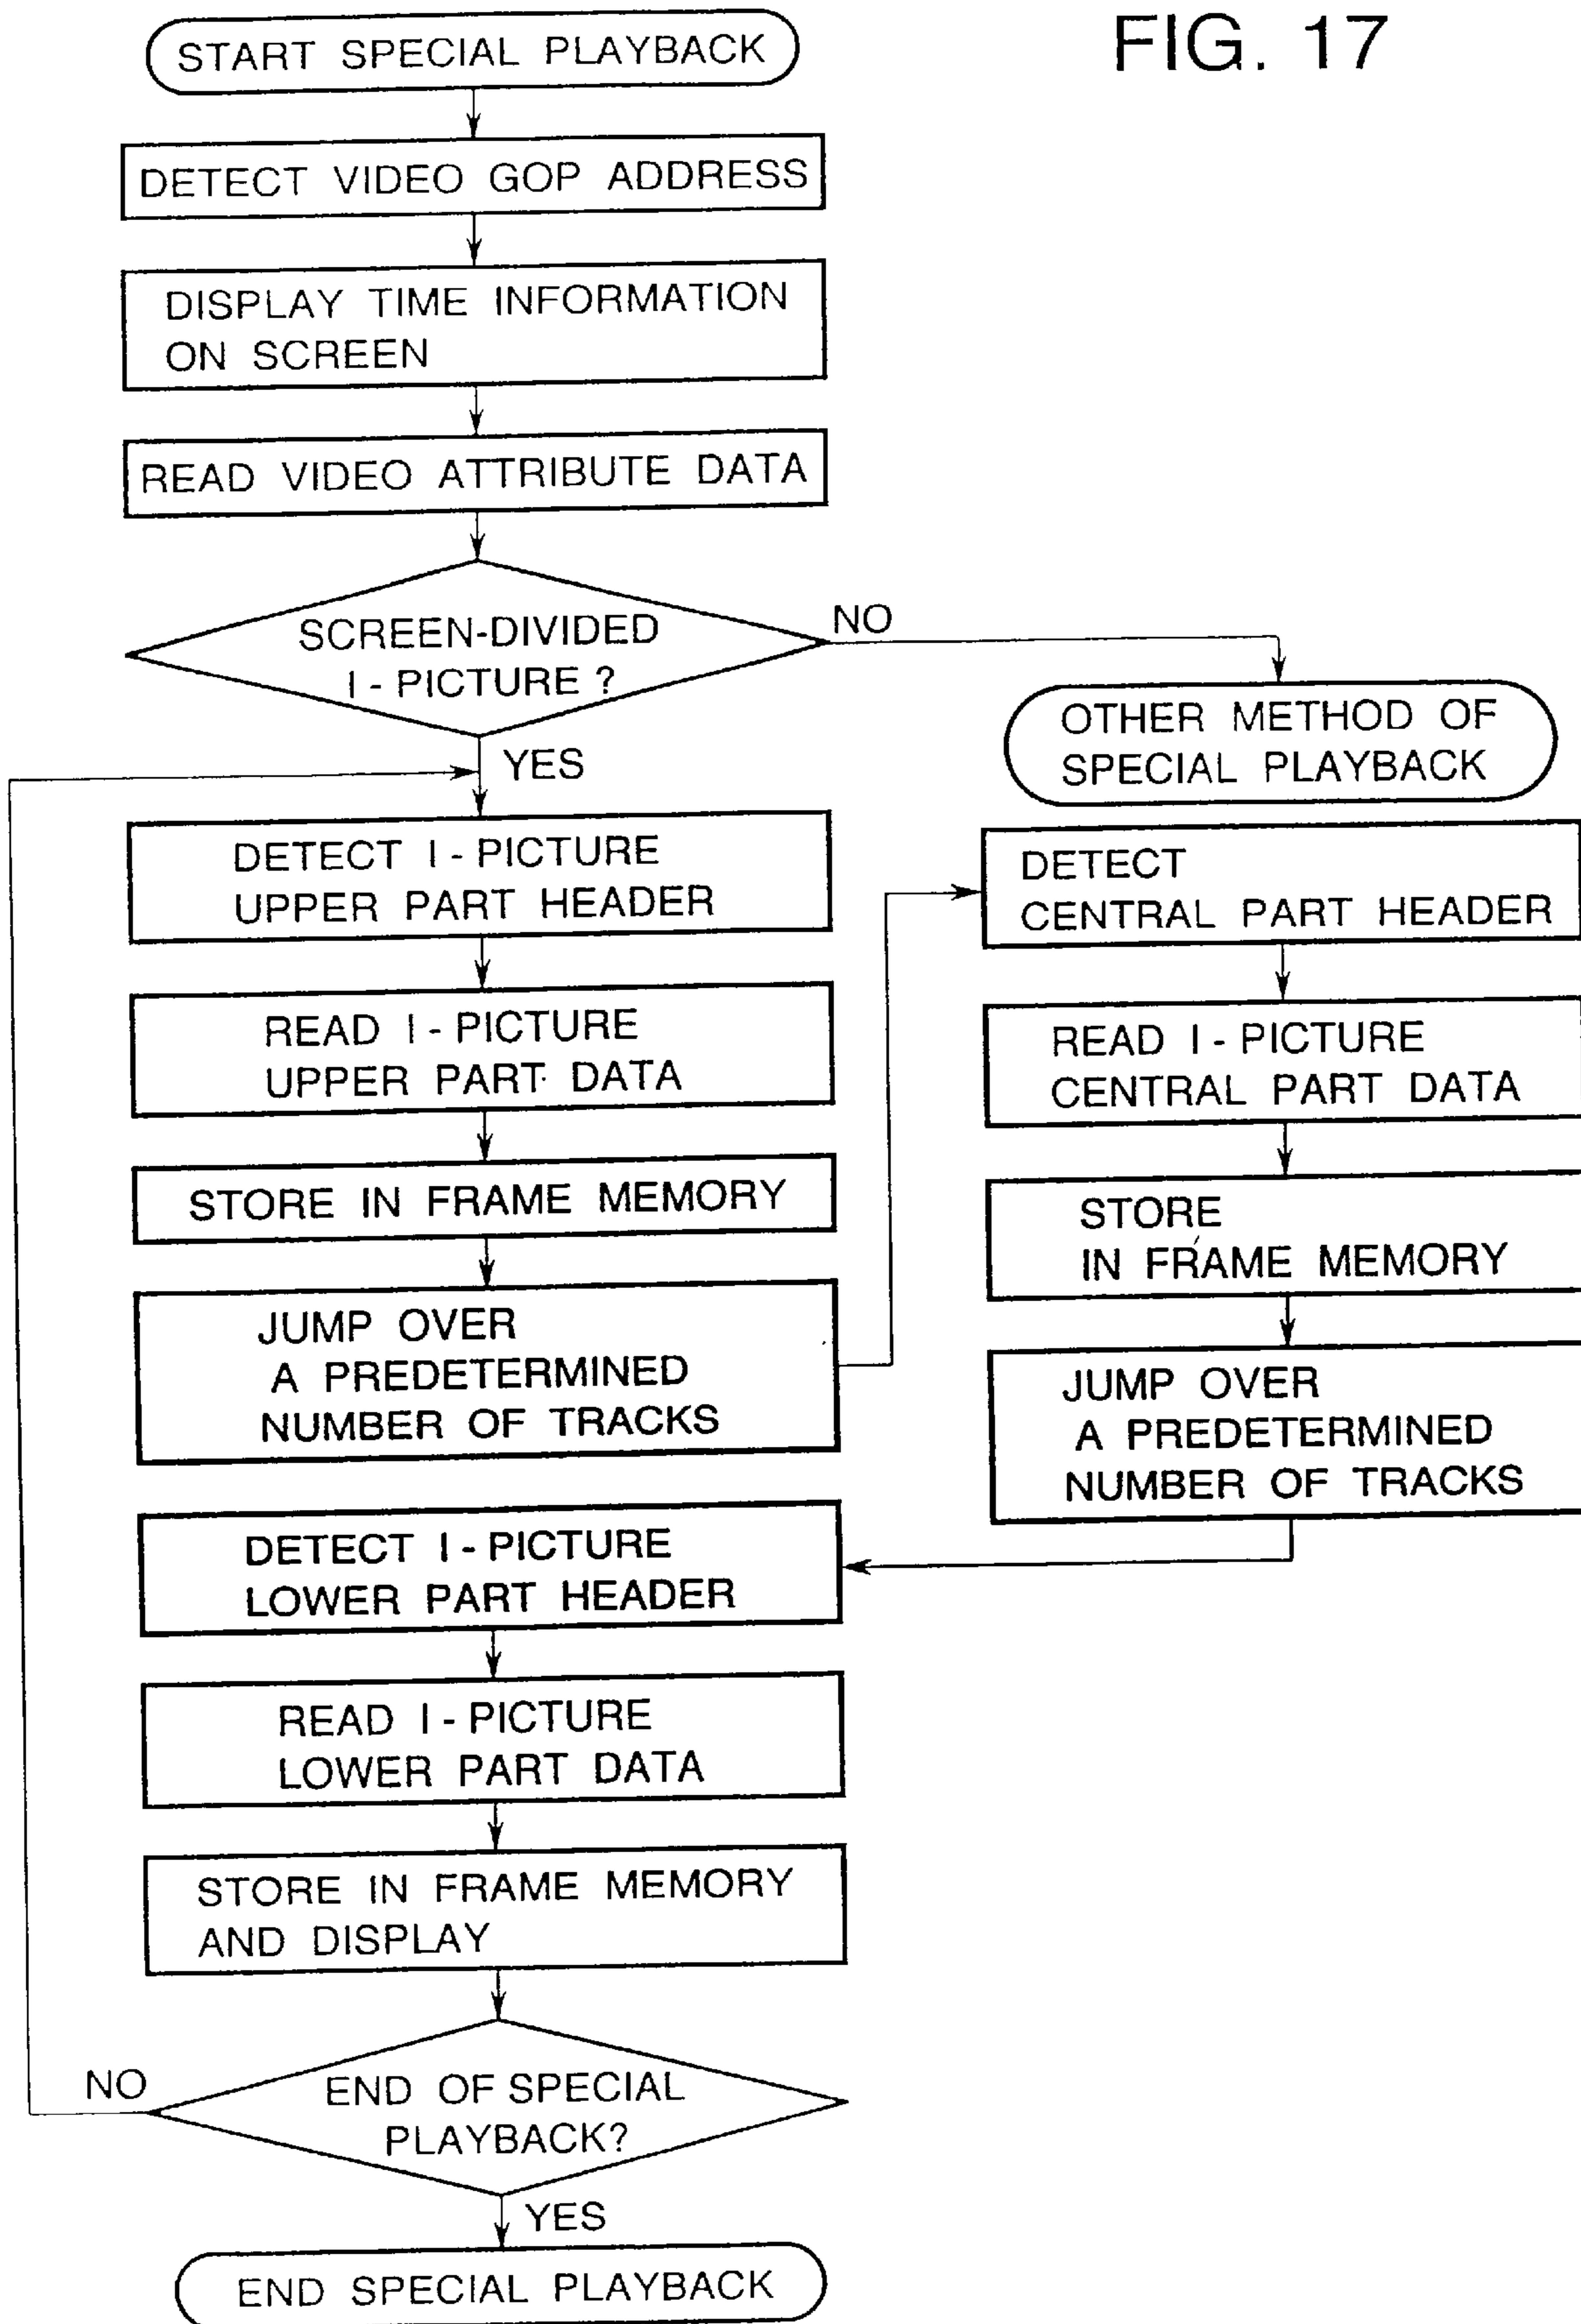 FIG. 17
START SPECIAL PLAYBACK
DETECT VIDEO GOP ADDRESS
DISPLAY TIME INFORMATION
ON SCREEN
READ VIDEO ATTRIBUTE DATA
SCREEN-DIVIDED
I - PICTURE ?
NO
YES
OTHER METHOD OF
SPECIAL PLAYBACK
DETECT I - PICTURE
UPPER PART HEADER
READ I - PICTURE
UPPER PART DATA
STORE IN FRAME MEMORY
JUMP OVER
A PREDETERMINED
NUMBER OF TRACKS
DETECT
CENTRAL PART HEADER
READ I - PICTURE
CENTRAL PART DATA
STORE
IN FRAME MEMORY
JUMP OVER
A PREDETERMINED
NUMBER OF TRACKS
DETECT I - PICTURE
LOWER PART HEADER
READ I - PICTURE
LOWER PART DATA
STORE IN FRAME MEMORY
AND DISPLAY
END OF SPECIAL
PLAYBACK?
NO
YES
END SPECIAL PLAYBACK